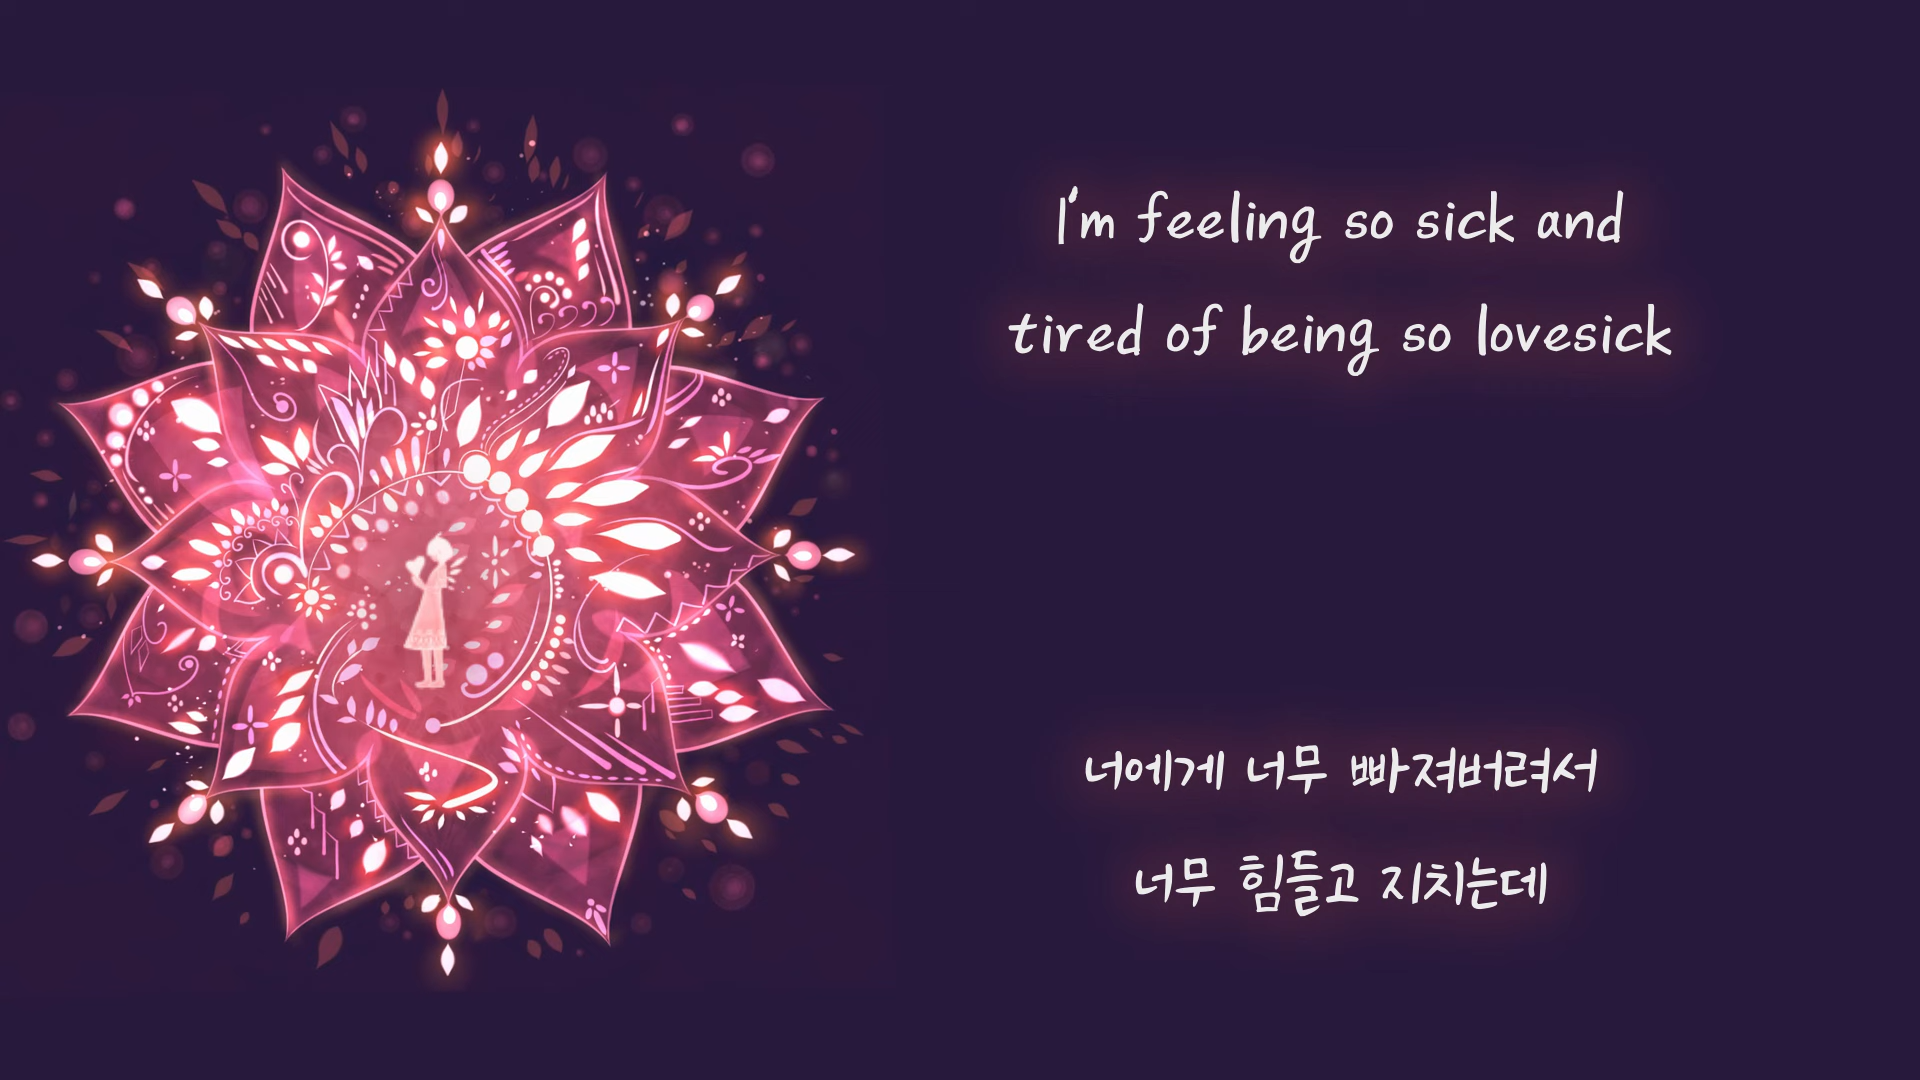 I'm feeling so sick and
tired of being so lovesick
너에게 너무 빠져버려서
너무 힘들고 지치는데